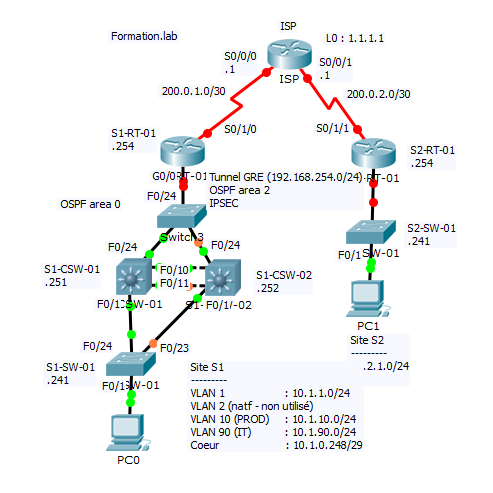 ISP
Formation.lab
L0 : 1.1.1.1
S0/0/0
.1
S0/0/1
.1
ISP
200.0.1.0/30
200.0.2.0/30
S1-RT-01
.254
S0/1/0
S0/1/1
S2-RT-01
.254
G0/0
RT-01
RT-01
Tunnel GRE (192.168.254.0/24)
OSPF area 2
IPSEC
F0/24
OSPF area 0
Switch3
S2-SW-01
.241
F0/24
F0/24
F0/1
SW-01
S1-CSW-01
.251
F0/10
F0/11
S1-CSW-02
.252
F0/1
SW-01
S1-
F0/1
-02
PC1
Site S2
---------
.2.1.0/24
F0/24
F0/23
S1-SW-01
.241
F0/1
SW-01
PC0
Site S1
---------
VLAN 1 : 10.1.1.0/24
VLAN 2 (natf - non utilisé)
VLAN 10 (PROD) : 10.1.10.0/24
VLAN 90 (IT) : 10.1.90.0/24
Coeur : 10.1.0.248/29